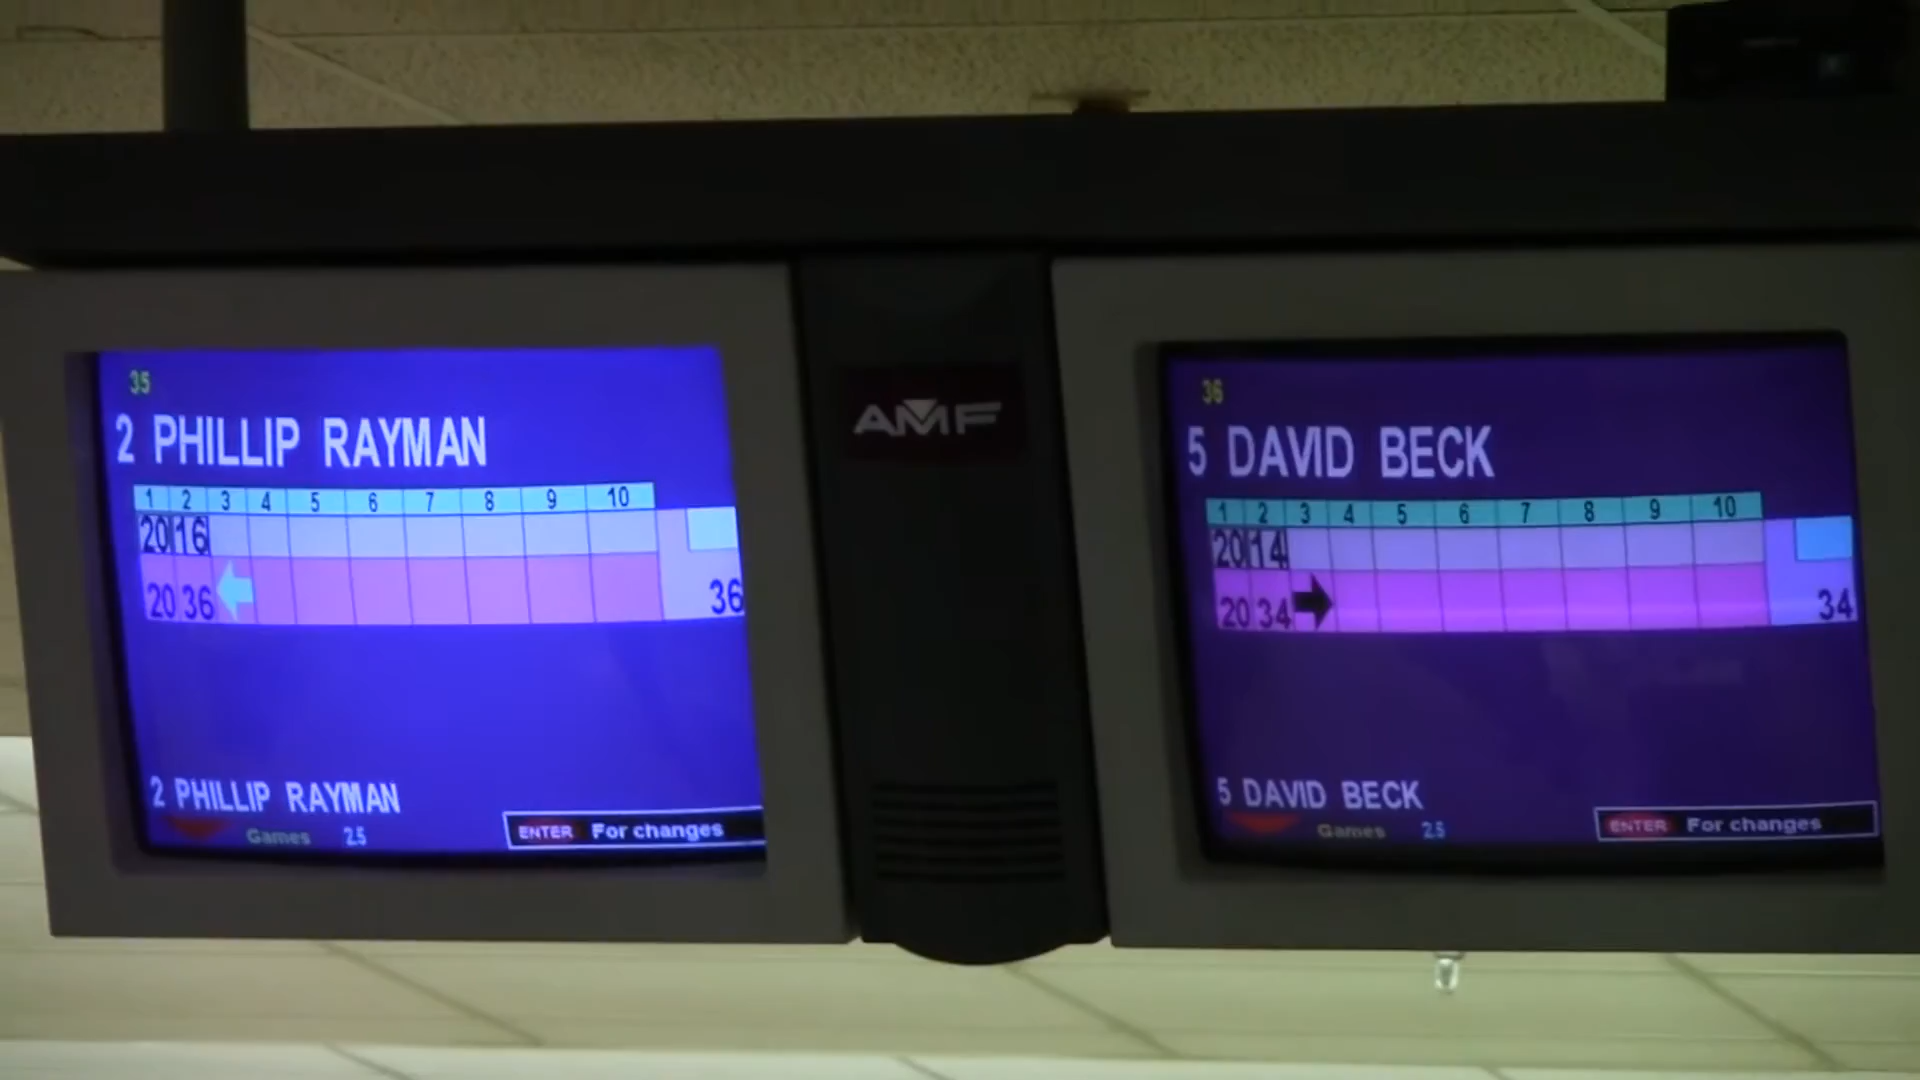 35
2 PHILLIP RAYMAN
1 2 3 4 5 6 7 8 9 10
20 16
20 36 36
2 PHILLIP RAYMAN
Games 25
ENTER For changes
AMF
36
5 DAVID BECK
1 2 3 4 5 6 7 8 9 10
20 14
20 34 34
5 DAVID BECK
Games 25
ENTER For changes